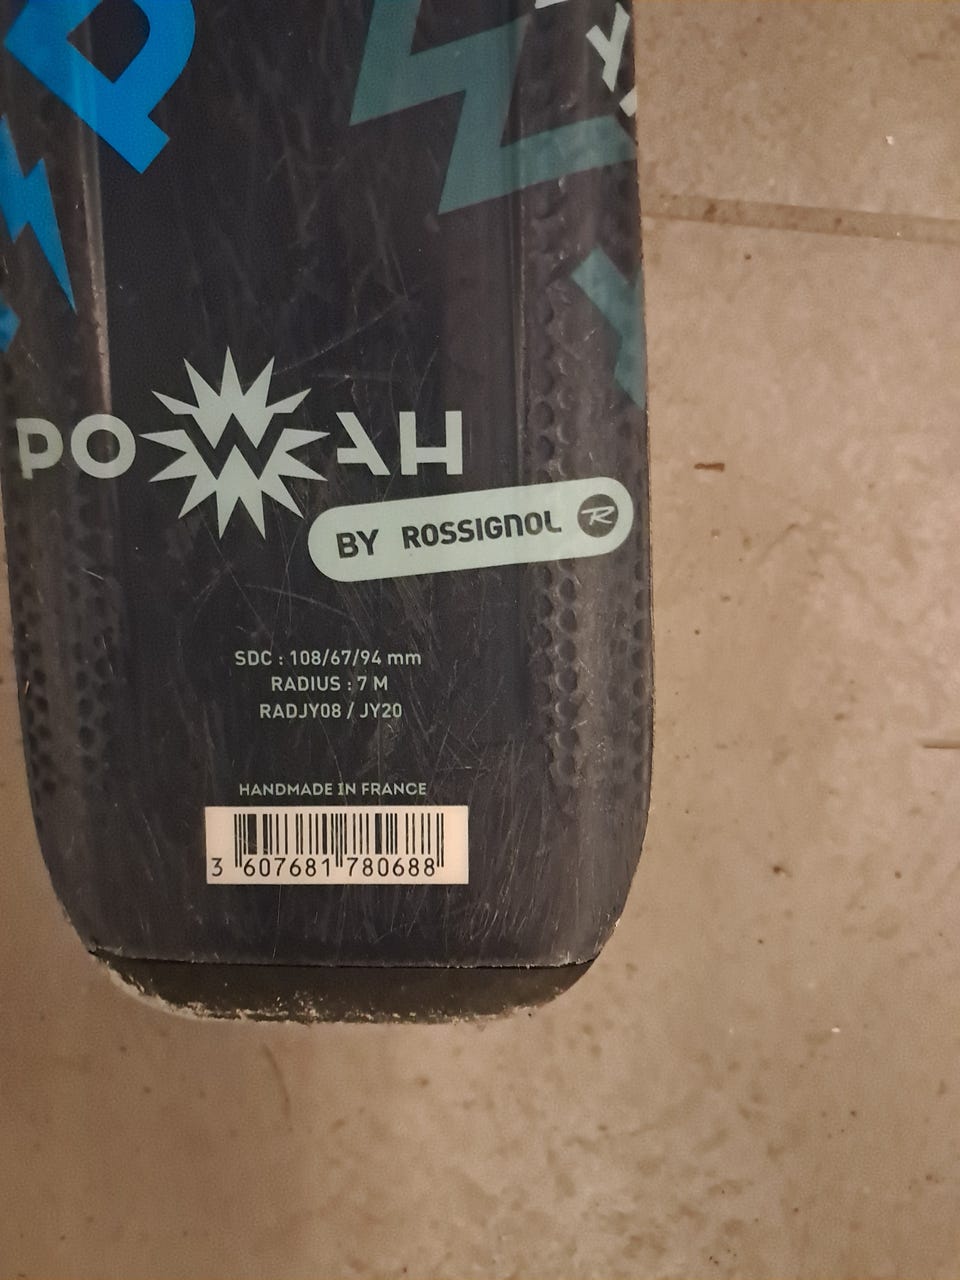 POWAH
BY ROSSIGNOL R
SDC : 108/67/94 mm
RADIUS : 7 M
RADJY08 / JY20
HANDMADE IN FRANCE
3 607681 780688